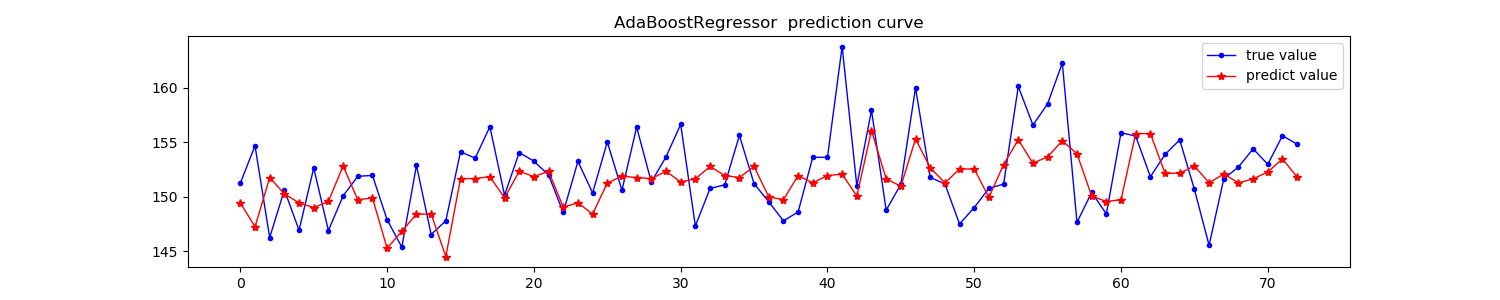 AdaBoostRegressor  prediction curve
true value
predict value
160
155
150
145
0 10 20 30 40 50 60 70